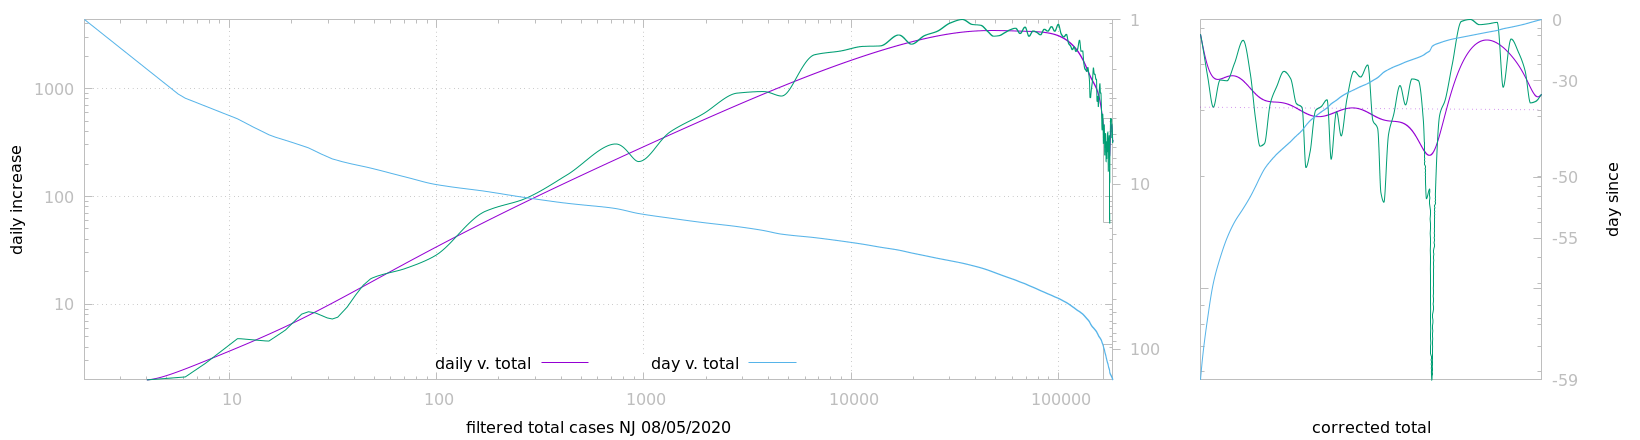 1000
100
10
daily increase
1
10
100
daily v. total
day v. total
10
100
1000
10000
100000
filtered total cases NJ 08/05/2020
0
-30
-50
-55
-59
day since
corrected total